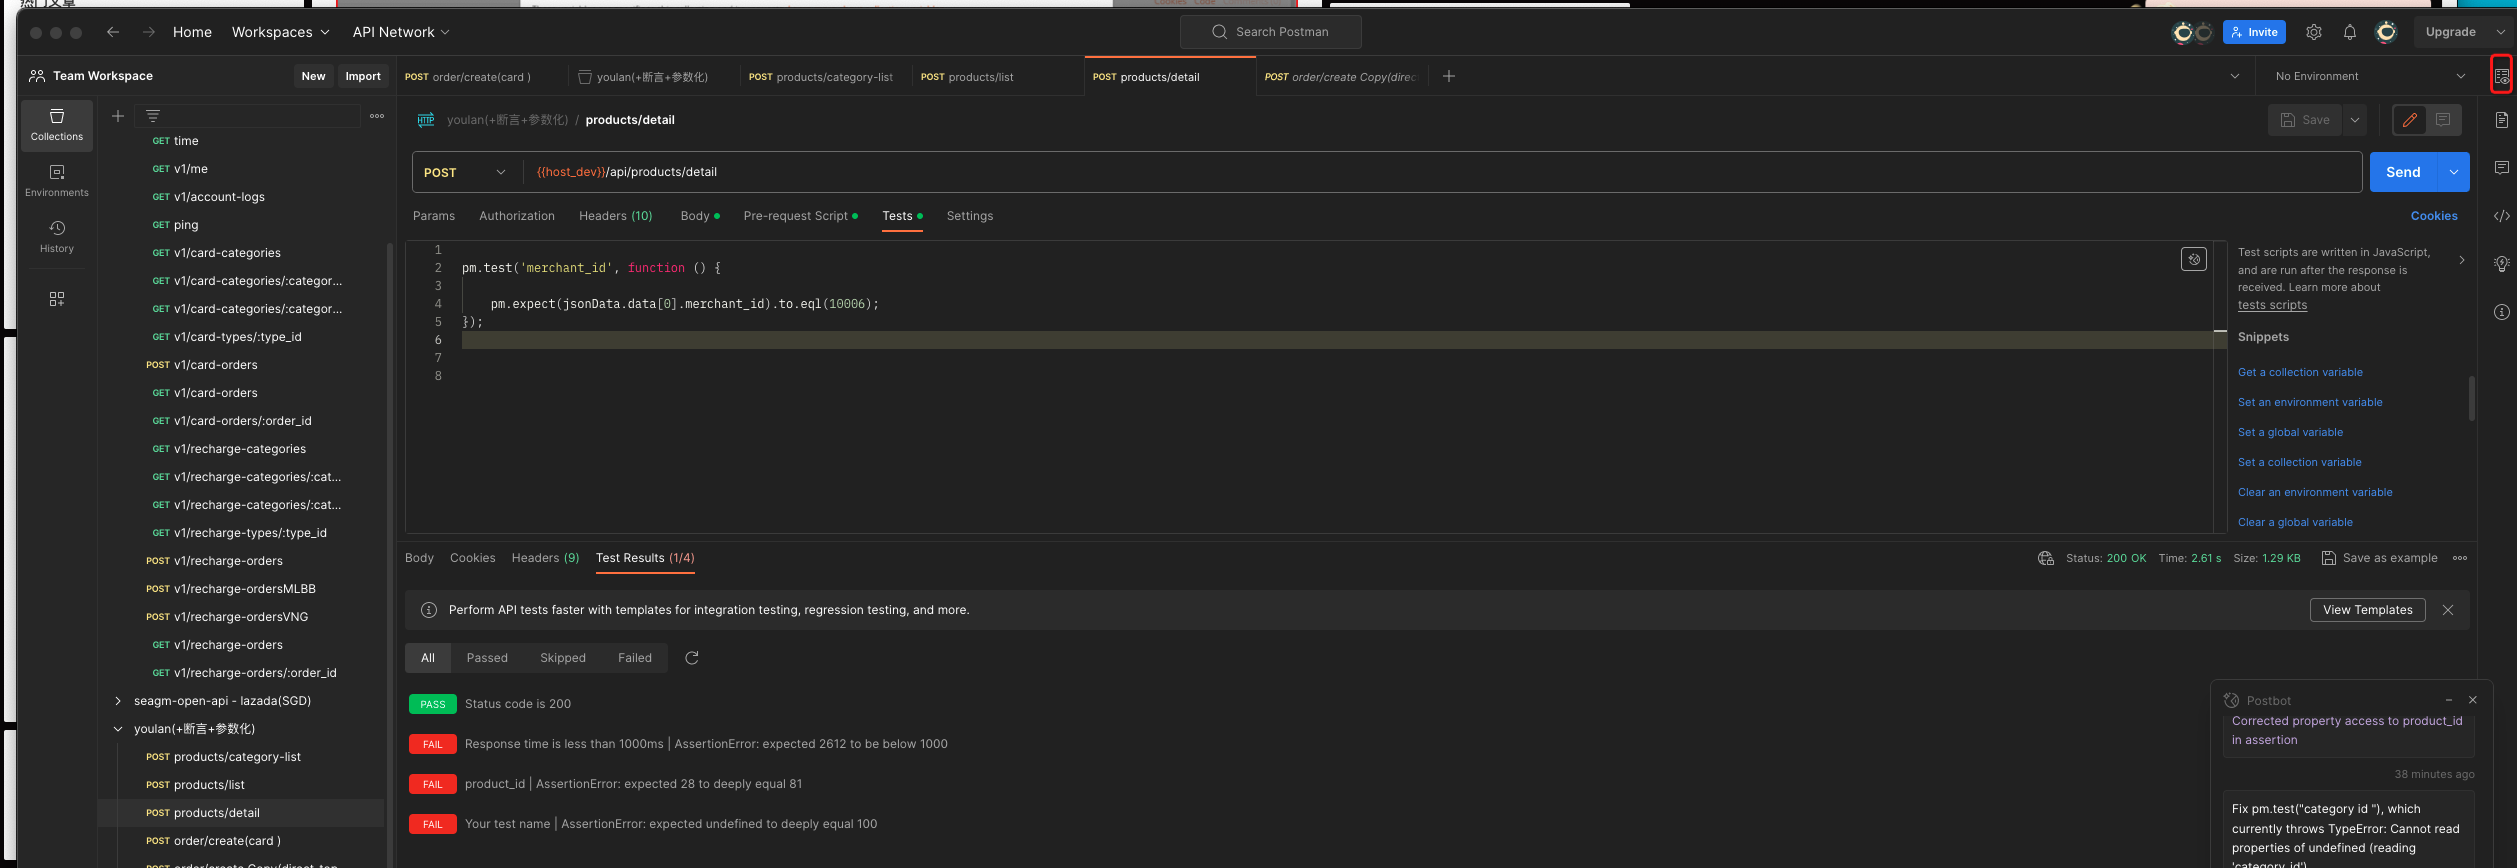 热门文章
Home
Workspaces
API Network
Search Postman
Invite
Upgrade
Team Workspace
New
Import
POST order/create(card )
youlan(+断言+参数化)
POST products/category-list
POST products/list
POST products/detail
POST order/create Copy(direc
No Environment
Collections
Environments
History
GET time
GET v1/me
GET v1/account-logs
GET ping
GET v1/card-categories
GET v1/card-categories/:categor...
GET v1/card-categories/:categor...
GET v1/card-types/:type_id
POST v1/card-orders
GET v1/card-orders
GET v1/card-orders/:order_id
GET v1/recharge-categories
GET v1/recharge-categories/:cat...
GET v1/recharge-categories/:cat...
GET v1/recharge-types/:type_id
POST v1/recharge-orders
POST v1/recharge-ordersMLBB
POST v1/recharge-ordersVNG
GET v1/recharge-orders
GET v1/recharge-orders/:order_id
seagm-open-api - lazada(SGD)
youlan(+断言+参数化)
POST products/category-list
POST products/list
POST products/detail
POST order/create(card )
HTTP youlan(+断言+参数化) / products/detail
Save
POST
{{host_dev}}/api/products/detail
Send
Params
Authorization
Headers (10)
Body
Pre-request Script
Tests
Settings
Cookies
1
2 pm.test('merchant_id', function () {
3
4 pm.expect(jsonData.data[0].merchant_id).to.eql(10006);
5 });
6
7
8
Test scripts are written in JavaScript,
and are run after the response is
received. Learn more about
tests scripts
Snippets
Get a collection variable
Set an environment variable
Set a global variable
Set a collection variable
Clear an environment variable
Clear a global variable
Body
Cookies
Headers (9)
Test Results (1/4)
Status: 200 OK
Time: 2.61 s
Size: 1.29 KB
Save as example
Perform API tests faster with templates for integration testing, regression testing, and more.
View Templates
All
Passed
Skipped
Failed
PASS Status code is 200
FAIL Response time is less than 1000ms | AssertionError: expected 2612 to be below 1000
FAIL product_id | AssertionError: expected 28 to deeply equal 81
FAIL Your test name | AssertionError: expected undefined to deeply equal 100
Postbot
Corrected property access to product_id
in assertion
38 minutes ago
Fix pm.test("category id "), which
currently throws TypeError: Cannot read
properties of undefined (reading